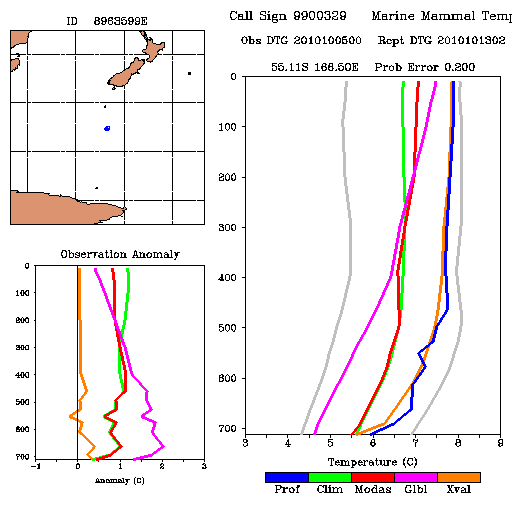 ID 8963599E
Call Sign 9900329 Marine Mammal Temp
Obs DTG 2010100500 Rcpt DTG 2010101302
55.11S 166.50E Prob Error 0.200
0
100
200
300
400
500
600
700
3 4 5 6 7 8 9
Temperature (C)
Prof Clim Modas Glbl Xval
Observation Anomaly
0
100
200
300
400
500
600
700
-1 0 1 2 3
Anomaly (C)